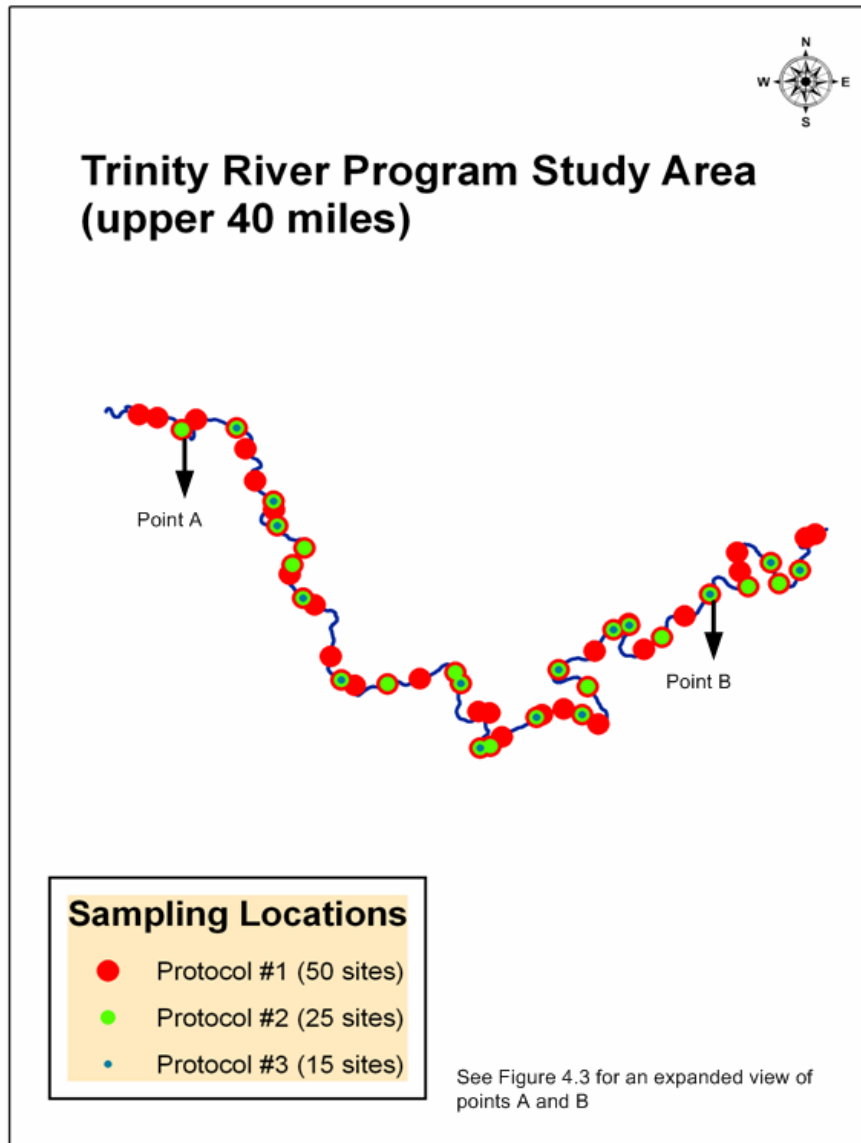 N
W E
S
Trinity River Program Study Area
(upper 40 miles)
Point A
Point B
Sampling Locations
Protocol #1 (50 sites)
Protocol #2 (25 sites)
Protocol #3 (15 sites)
See Figure 4.3 for an expanded view of
points A and B